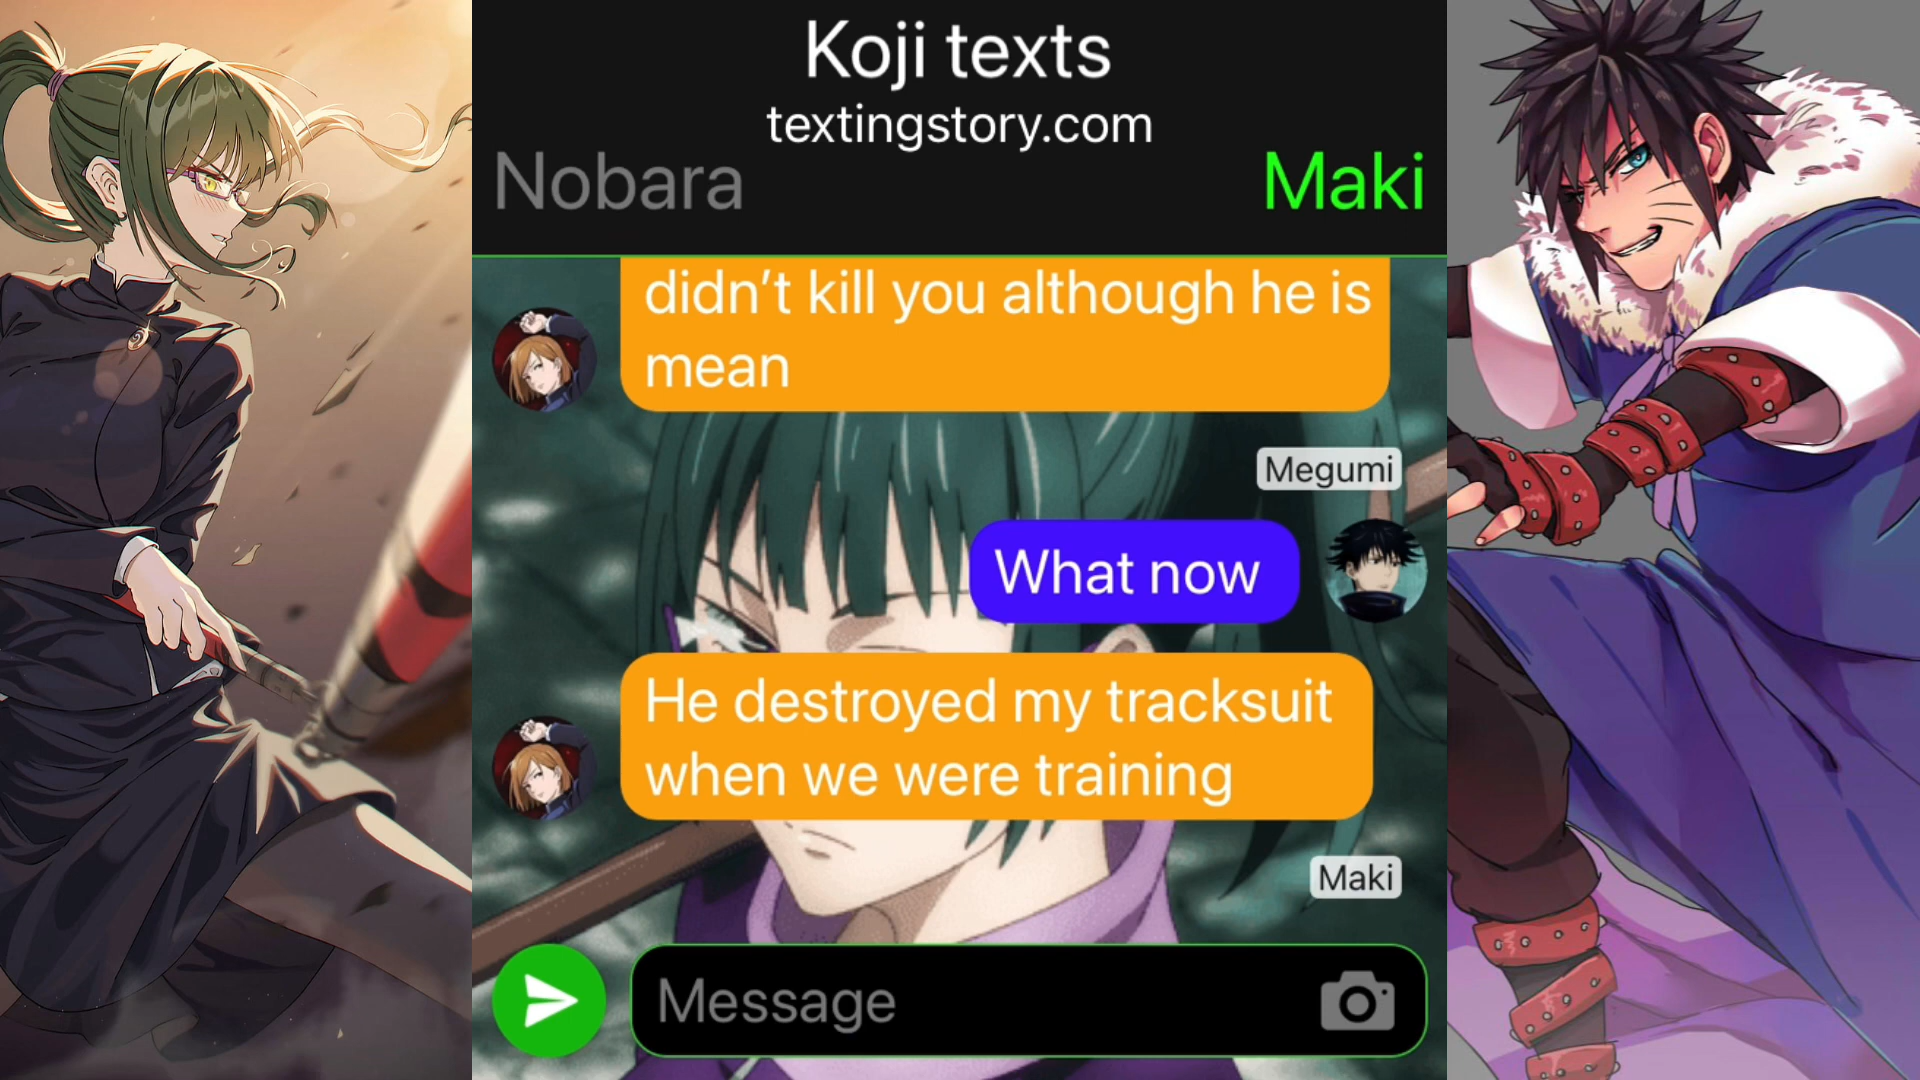 Koji texts
textingstory.com
Nobara
Maki
didn’t kill you although he is
mean
Megumi
What now
He destroyed my tracksuit
when we were training
Maki
Message